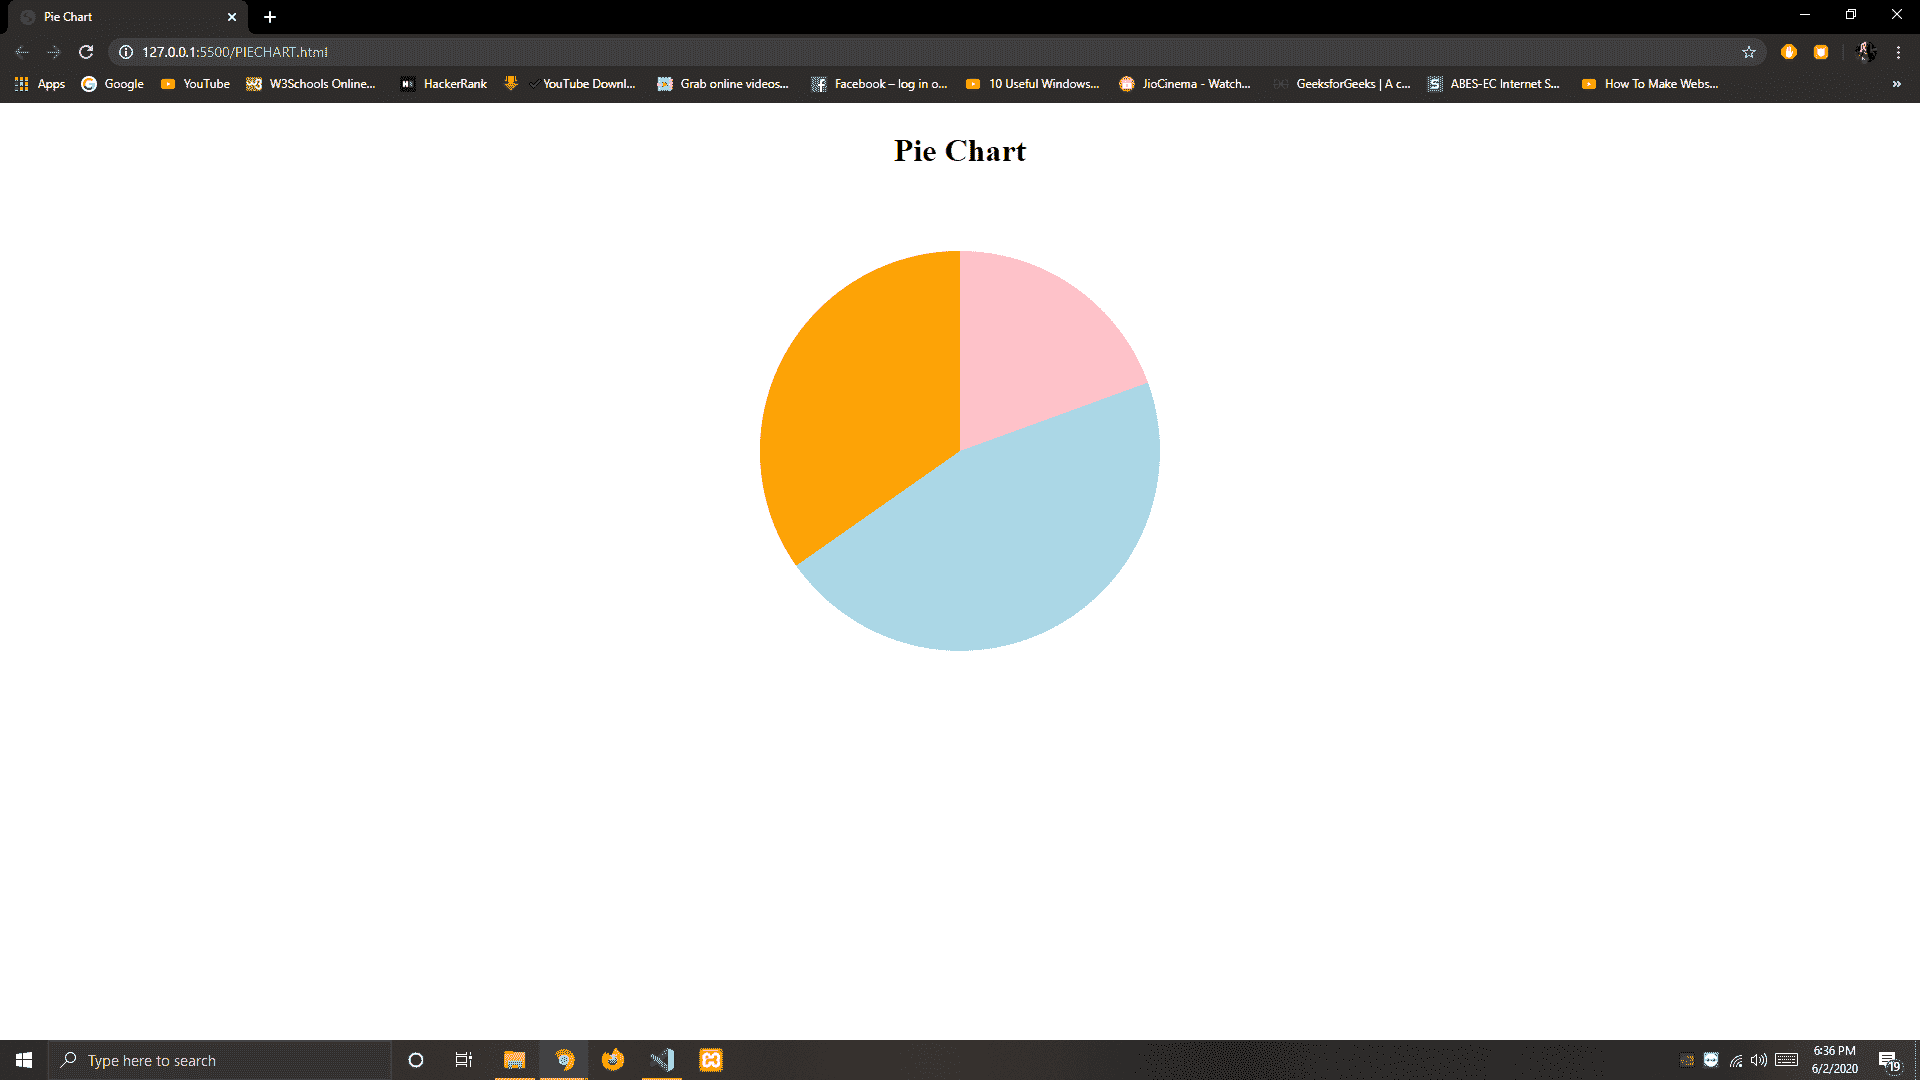 Pie Chart
127.0.0.1:5500/PIECHART.html
Apps Google YouTube W3Schools Online... HackerRank YouTube Downl... Grab online videos... Facebook – log in o... 10 Useful Windows... JioCinema - Watch... GeeksforGeeks | A c... ABES-EC Internet S... How To Make Webs... »
Pie Chart
Type here to search
6:36 PM
6/2/2020
19